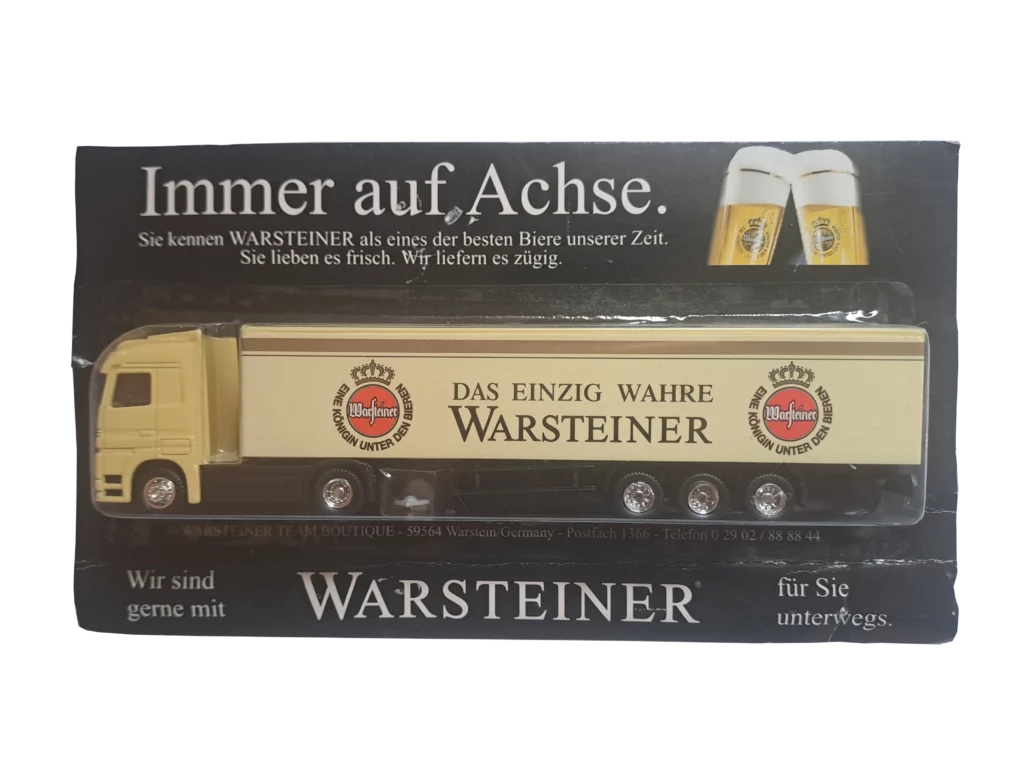 Immer auf Achse.
Sie kennen WARSTEINER als eines der besten Biere unserer Zeit.
Sie lieben es frisch. Wir liefern es zügig.
EINE KÖNIGIN UNTER DEN BIEREN
Warsteiner
DAS EINZIG WAHRE
WARSTEINER
EINE KÖNIGIN UNTER DEN BIEREN
Warsteiner
WARSTEINER TEAM BOUTIQUE - 59564 Warstein/Germany - Postfach 1366 - Telefon 0 29 02 / 88 88 44
Wir sind
gerne mit
WARSTEINER®
für Sie
unterwegs.